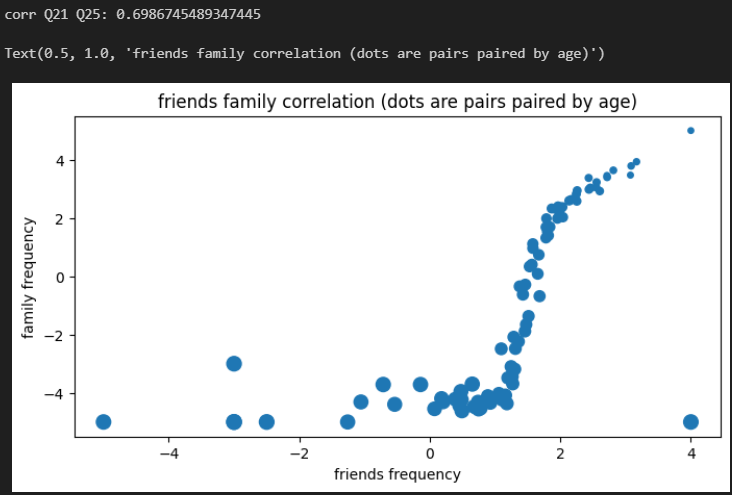 corr Q21 Q25: 0.6986745489347445
Text(0.5, 1.0, 'friends family correlation (dots are pairs paired by age)')
friends family correlation (dots are pairs paired by age)
family frequency
4
2
0
−2
−4
−4
−2
0
2
4
friends frequency